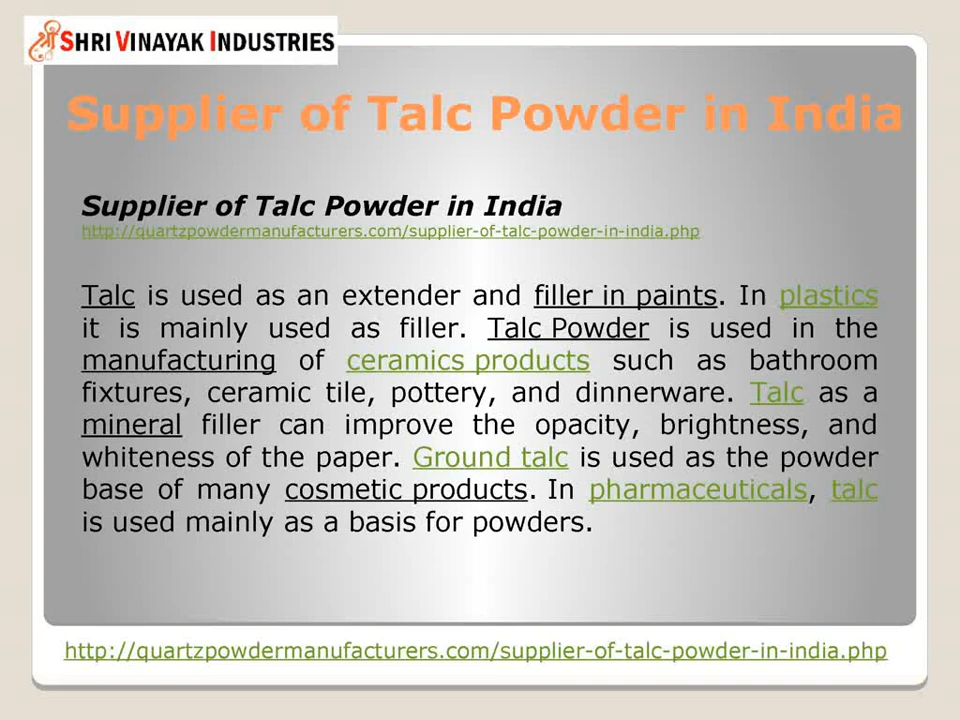 SHRI VINAYAK INDUSTRIES
Supplier of Talc Powder in India
Supplier of Talc Powder in India
http://quartzpowdermanufacturers.com/supplier-of-talc-powder-in-india.php
Talc is used as an extender and filler in paints. In plastics
it is mainly used as filler. Talc Powder is used in the
manufacturing of ceramics products such as bathroom
fixtures, ceramic tile, pottery, and dinnerware. Talc as a
mineral filler can improve the opacity, brightness, and
whiteness of the paper. Ground talc is used as the powder
base of many cosmetic products. In pharmaceuticals, talc
is used mainly as a basis for powders.
http://quartzpowdermanufacturers.com/supplier-of-talc-powder-in-india.php